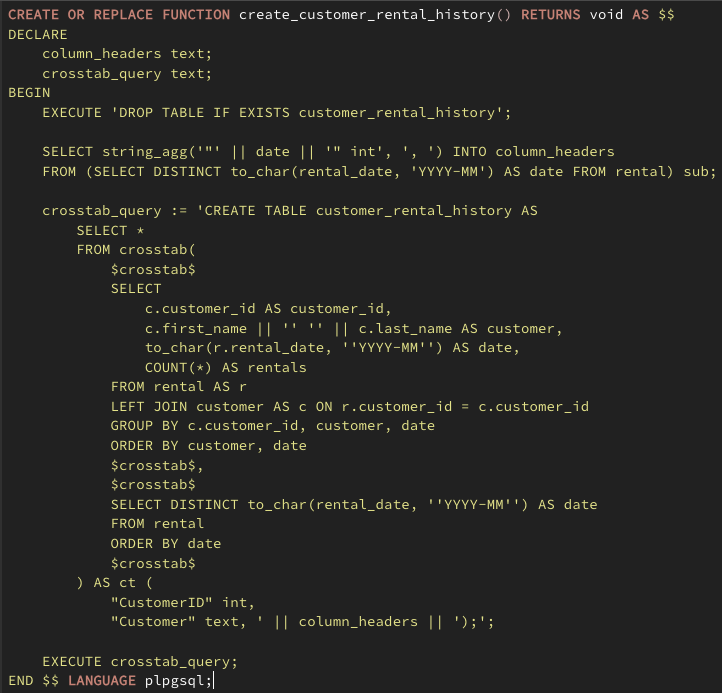 CREATE OR REPLACE FUNCTION create_customer_rental_history() RETURNS void AS $$
DECLARE
    column_headers text;
    crosstab_query text;
BEGIN
    EXECUTE 'DROP TABLE IF EXISTS customer_rental_history';

    SELECT string_agg('"' || date || '" int', ', ') INTO column_headers
    FROM (SELECT DISTINCT to_char(rental_date, 'YYYY-MM') AS date FROM rental) sub;

    crosstab_query := 'CREATE TABLE customer_rental_history AS
        SELECT *
        FROM crosstab(
            $crosstab$
            SELECT
                c.customer_id AS customer_id,
                c.first_name || '' '' || c.last_name AS customer,
                to_char(r.rental_date, ''YYYY-MM'') AS date,
                COUNT(*) AS rentals
            FROM rental AS r
            LEFT JOIN customer AS c ON r.customer_id = c.customer_id
            GROUP BY c.customer_id, customer, date
            ORDER BY customer, date
            $crosstab$,
            $crosstab$
            SELECT DISTINCT to_char(rental_date, ''YYYY-MM'') AS date
            FROM rental
            ORDER BY date
            $crosstab$
        ) AS ct (
            "CustomerID" int,
            "Customer" text, ' || column_headers || ');';

    EXECUTE crosstab_query;
END $$ LANGUAGE plpgsql;